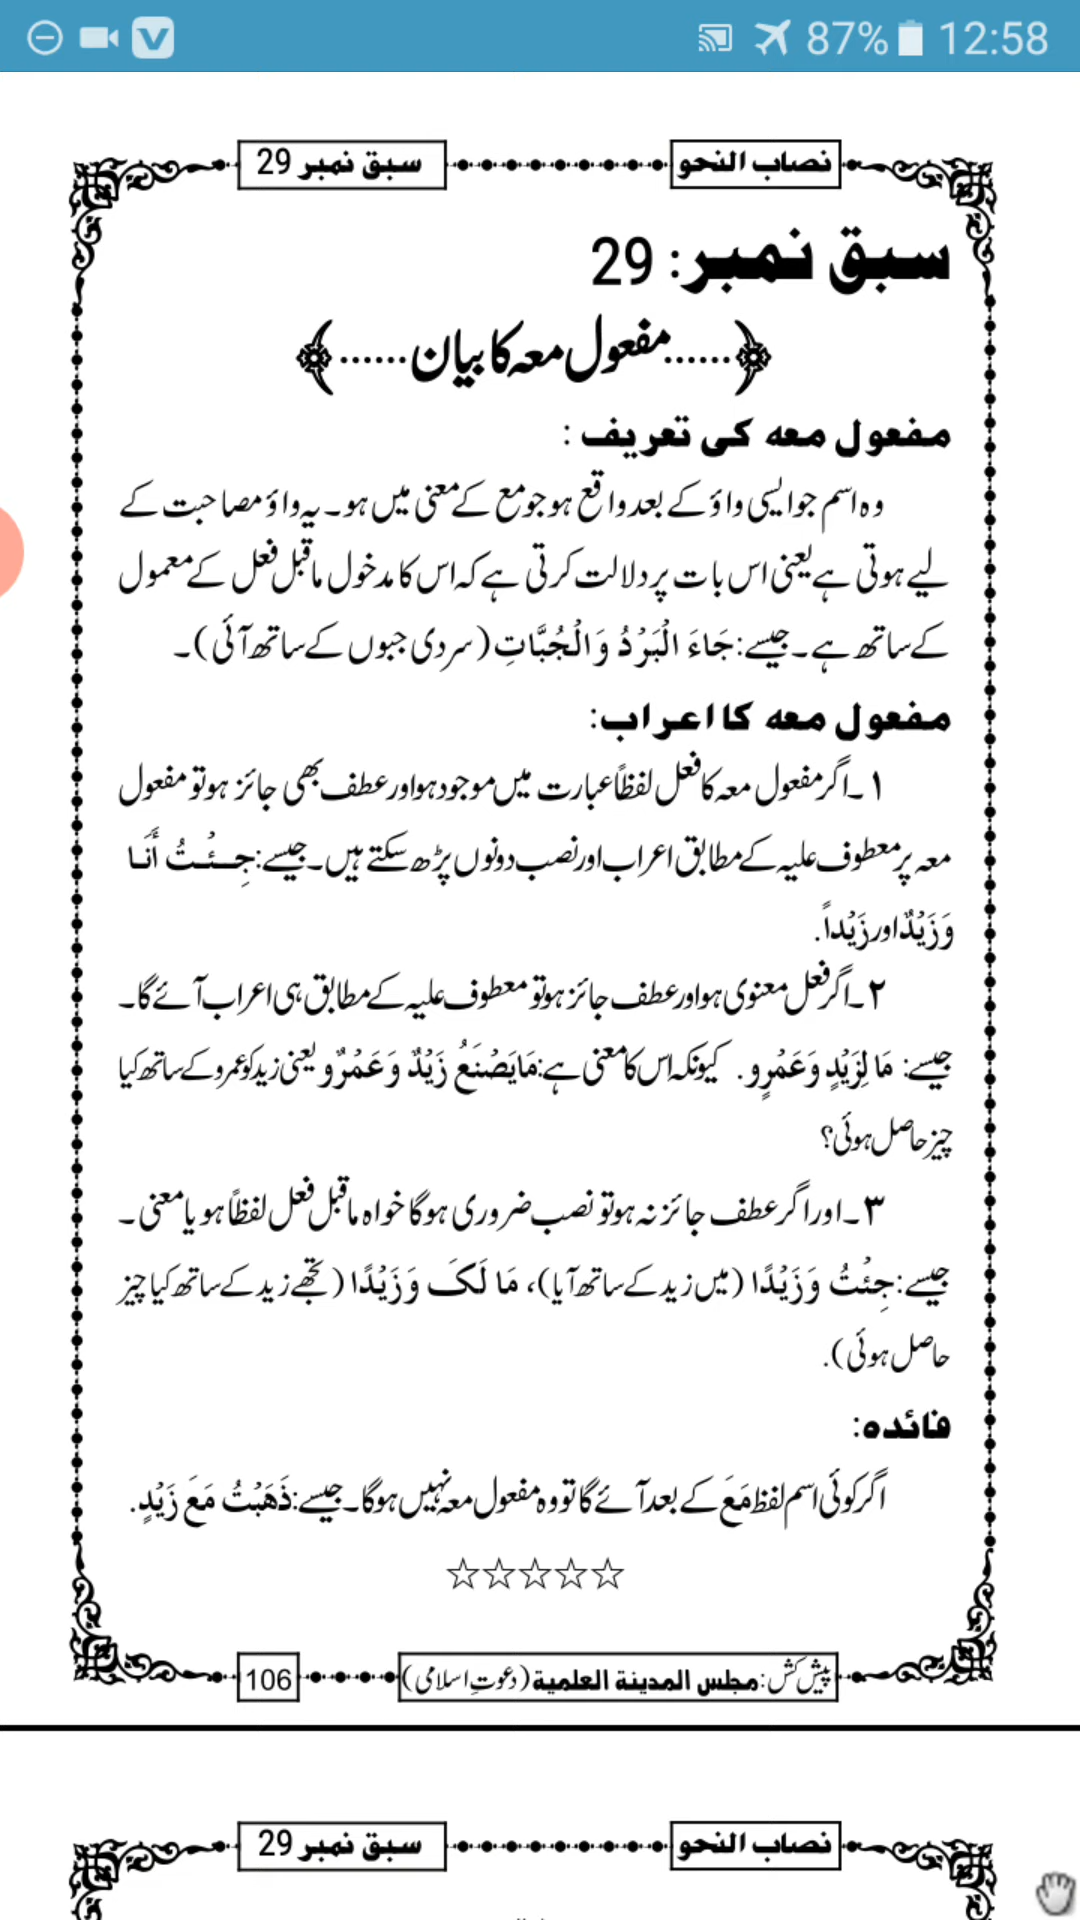 87% 12:58
نصاب النحو سبق نمبر 29
سبق نمبر: 29
﴿......مفعول معہ کا بیان......﴾
مفعول معہ کی تعریف :
وہ اسم جو ایسی واؤ کے بعد واقع ہو جو مع کے معنی میں ہو۔ یہ واؤ مصاحبت کے
لیے ہوتی ہے یعنی اس بات پر دلالت کرتی ہے کہ اس کا مدخول ماقبل فعل کے معمول
کے ساتھ ہے۔ جیسے: جَاءَ الْبَرْدُ وَالْجُبَّاتِ (سردی جبوں کے ساتھ آئی)۔
مفعول معہ کا اعراب:
۱۔اگر مفعول معہ کا فعل لفظاً عبارت میں موجود ہو اور عطف بھی جائز ہو تو مفعول
معہ پر معطوف علیہ کے مطابق اعراب اور نصب دونوں پڑھ سکتے ہیں۔ جیسے: جِئْتُ أَنَا
وَزَيْدٌ اور زَيْداً.
۲۔اگر فعل معنوی ہو اور عطف جائز ہو تو معطوف علیہ کے مطابق ہی اعراب آئے گا۔
جیسے: مَا لِزَيْدٍ وَعَمْرٍو. کیونکہ اس کا معنی ہے: مَا يَصْنَعُ زَيْدٌ وَعَمْرٌو یعنی زید کو عمرو کے ساتھ کیا
چیز حاصل ہوئی؟
۳۔اور اگر عطف جائز نہ ہو تو نصب ضروری ہوگا خواہ ماقبل فعل لفظاً ہو یا معنی۔
جیسے: جِئْتُ وَزَيْدًا (میں زید کے ساتھ آیا)، مَا لَکَ وَزَيْدًا (تجھے زید کے ساتھ کیا چیز
حاصل ہوئی).
فائدہ:
اگر کوئی اسم لفظ مَعَ کے بعد آئے گا تو وہ مفعول معہ نہیں ہوگا۔ جیسے: ذَهَبْتُ مَعَ زَيْدٍ.
☆☆☆☆☆
پیش کش: مجلس المدینة العلمیة (دعوتِ اسلامی) 106
نصاب النحو سبق نمبر 29